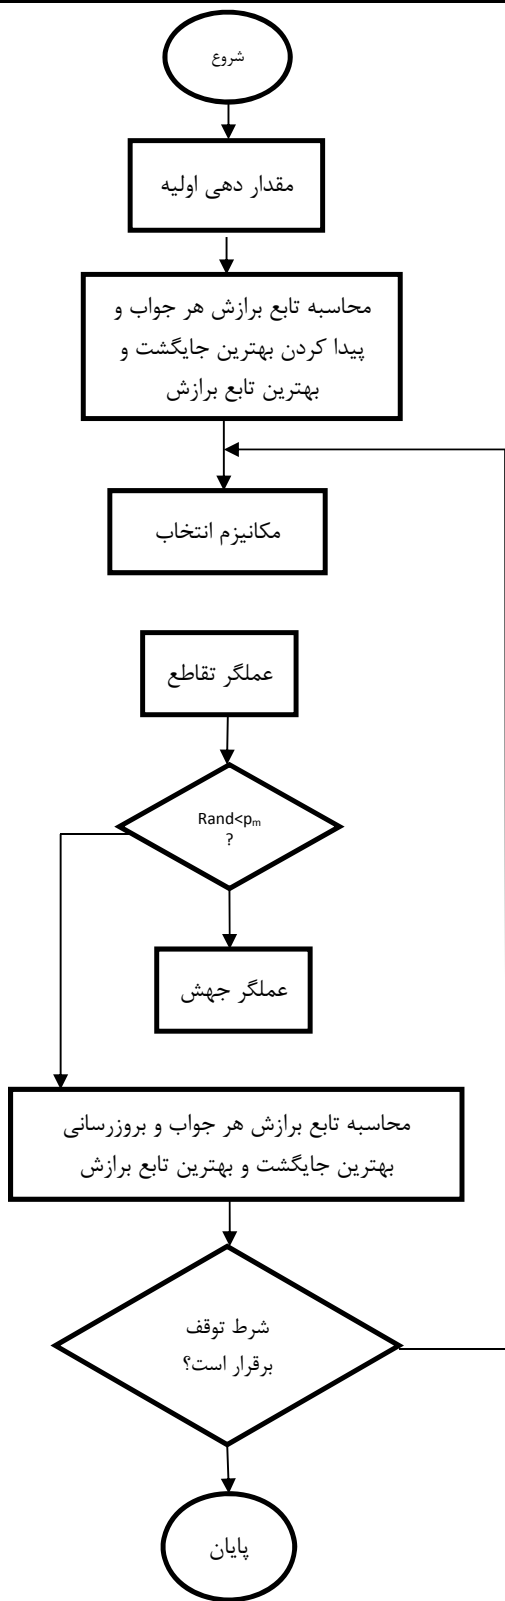 شروع
مقدار دهی اولیه
محاسبه تابع برازش هر جواب و
پیدا کردن بهترین جایگشت و
بهترین تابع برازش
مکانیزم انتخاب
عملگر تقاطع
Rand<pₘ
?
عملگر جهش
محاسبه تابع برازش هر جواب و بروزرسانی
بهترین جایگشت و بهترین تابع برازش
شرط توقف
برقرار است؟
پایان